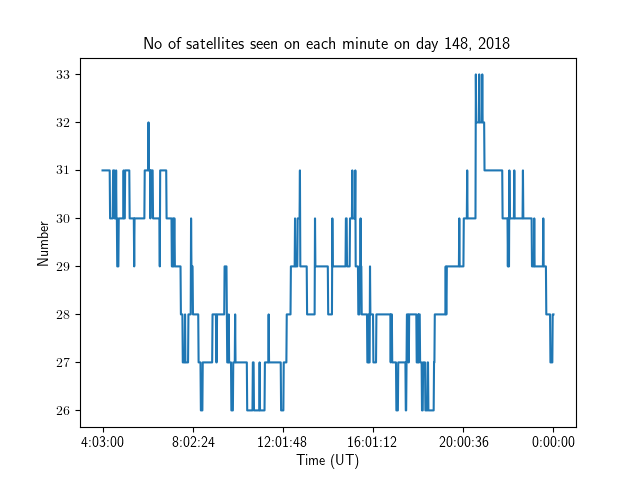 No of satellites seen on each minute on day 148, 2018
33
32
31
30
29
28
27
26
Number
4:03:00 8:02:24 12:01:48 16:01:12 20:00:36 0:00:00
Time (UT)